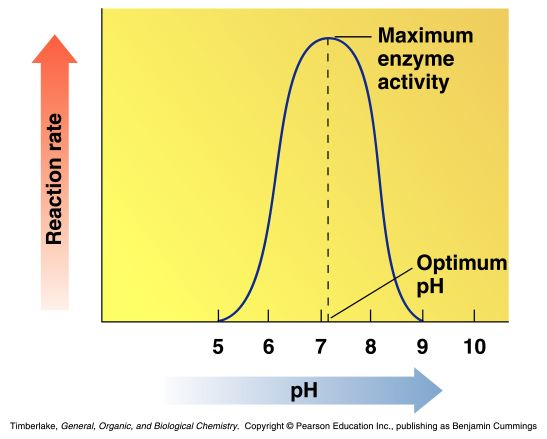 Maximum
enzyme
activity
Reaction rate
Optimum
pH
5 6 7 8 9 10
pH
Timberlake, General, Organic, and Biological Chemistry. Copyright © Pearson Education Inc., publishing as Benjamin Cummings